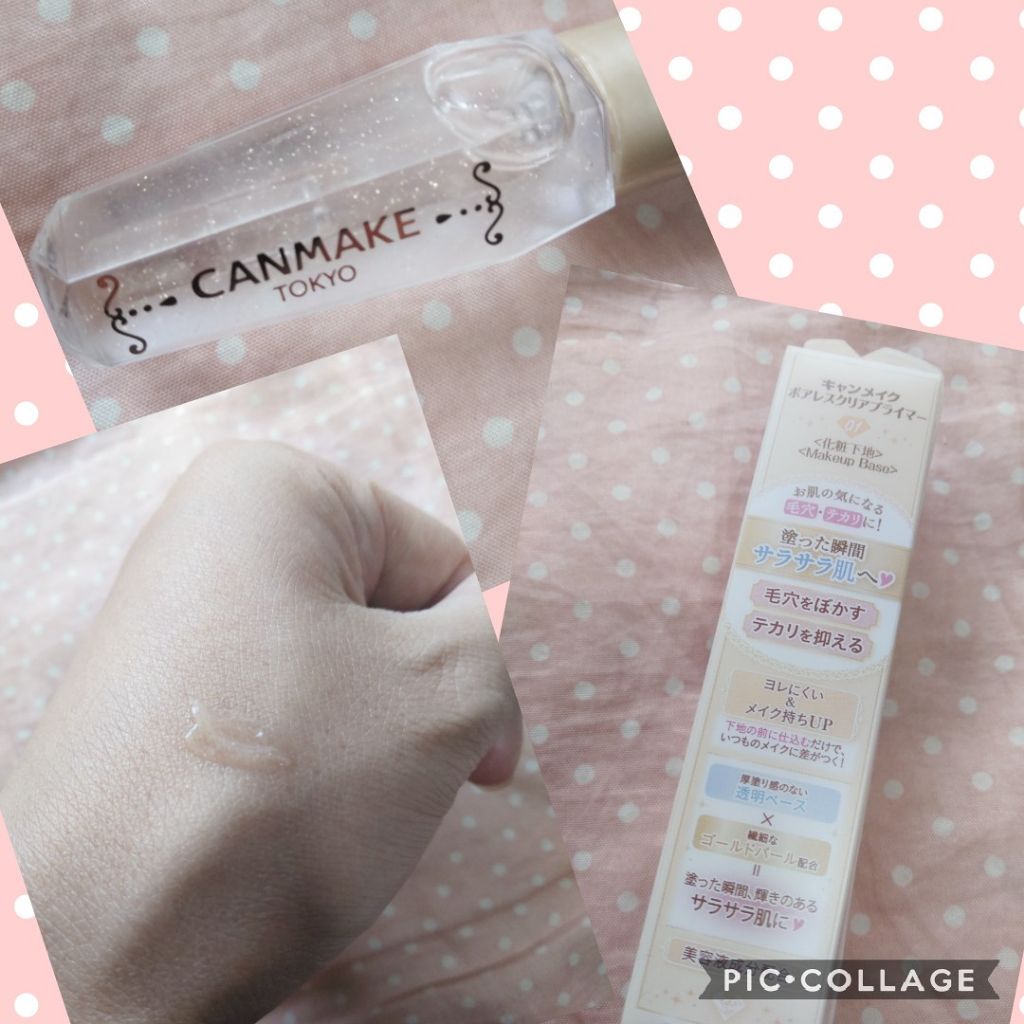 CANMAKE
TOKYO
キャンメイク
ポアレスクリアプライマー
01
<化粧下地>
<Makeup Base>
お肌の気になる
毛穴・テカリに!
塗った瞬間
サラサラ肌へ
毛穴をぼかす
テカリを抑える
ヨレにくい
&
メイク持ちUP
下地の前に仕込むだけで、
いつものメイクに差がつく!
厚塗り感のない
透明ベース
×
繊細な
ゴールドパール配合
=
塗った瞬間、輝きのある
サラサラ肌に
美容液成分
PIC•COLLAGE